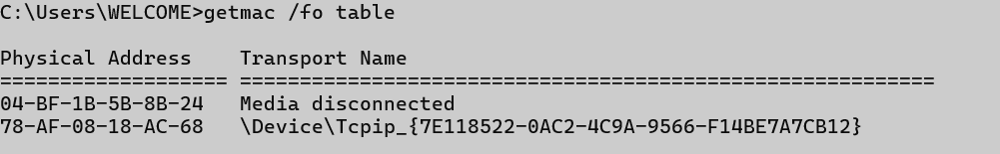 C:\Users\WELCOME>getmac /fo table
Physical Address    Transport Name
=================== ==========================================================
04-BF-1B-5B-8B-24   Media disconnected
78-AF-08-18-AC-68   \Device\Tcpip_{7E118522-0AC2-4C9A-9566-F14BE7A7CB12}